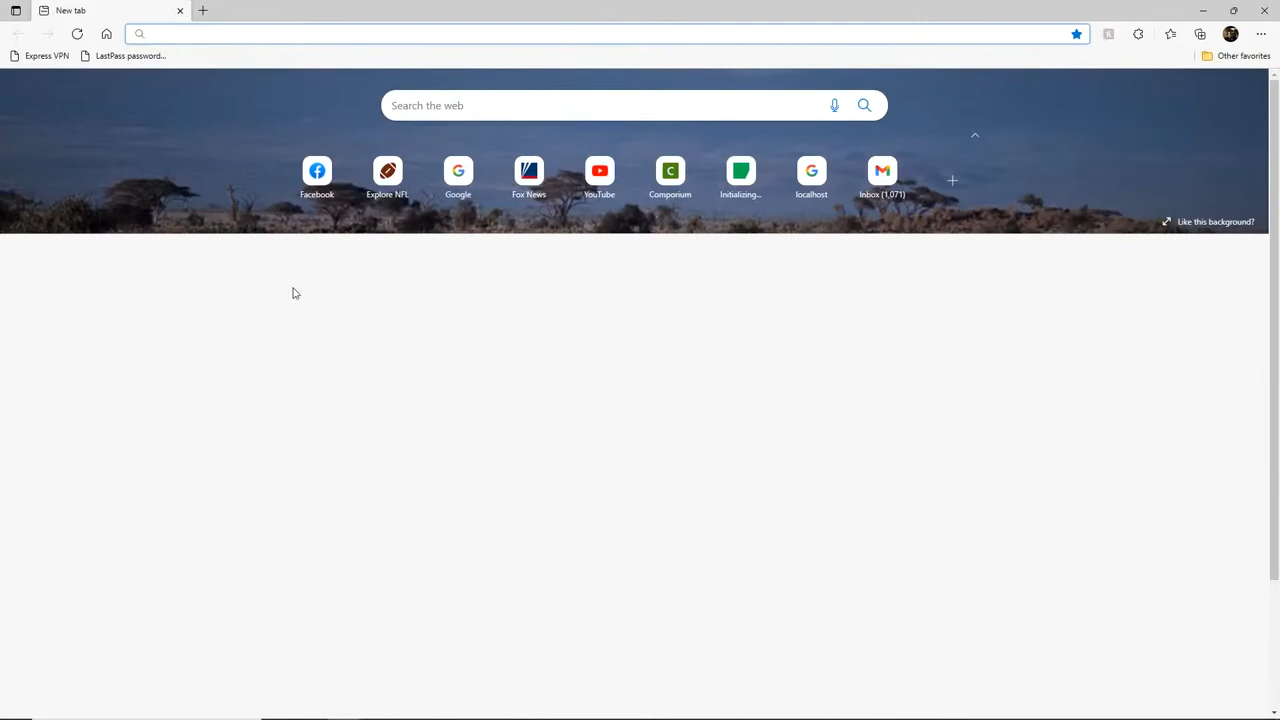 New tab
Express VPN
LastPass password...
Other favorites
Search the web
Facebook
Explore NFL
Google
Fox News
YouTube
C
Comporium
Initializing...
localhost
Inbox (1,071)
Like this background?